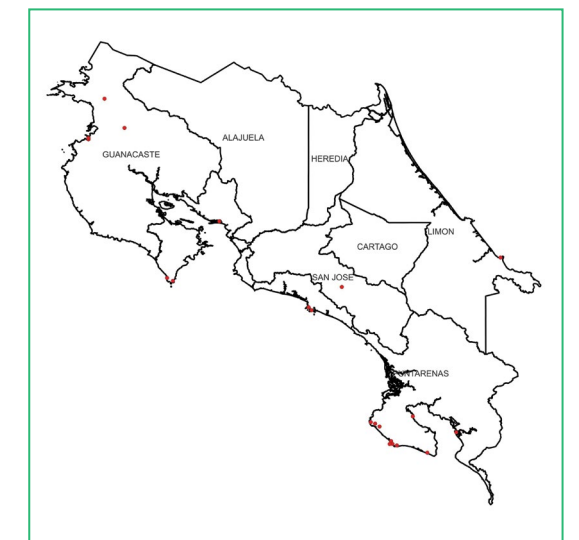 ALAJUELA
GUANACASTE
HEREDIA
LIMON
CARTAGO
SAN JOSE
PUNTARENAS